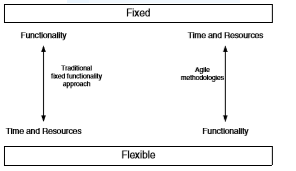 Fixed
Functionality
Time and Resources
Traditional
fixed functionality
approach
Agile
methodologies
Time and Resources
Functionality
Flexible